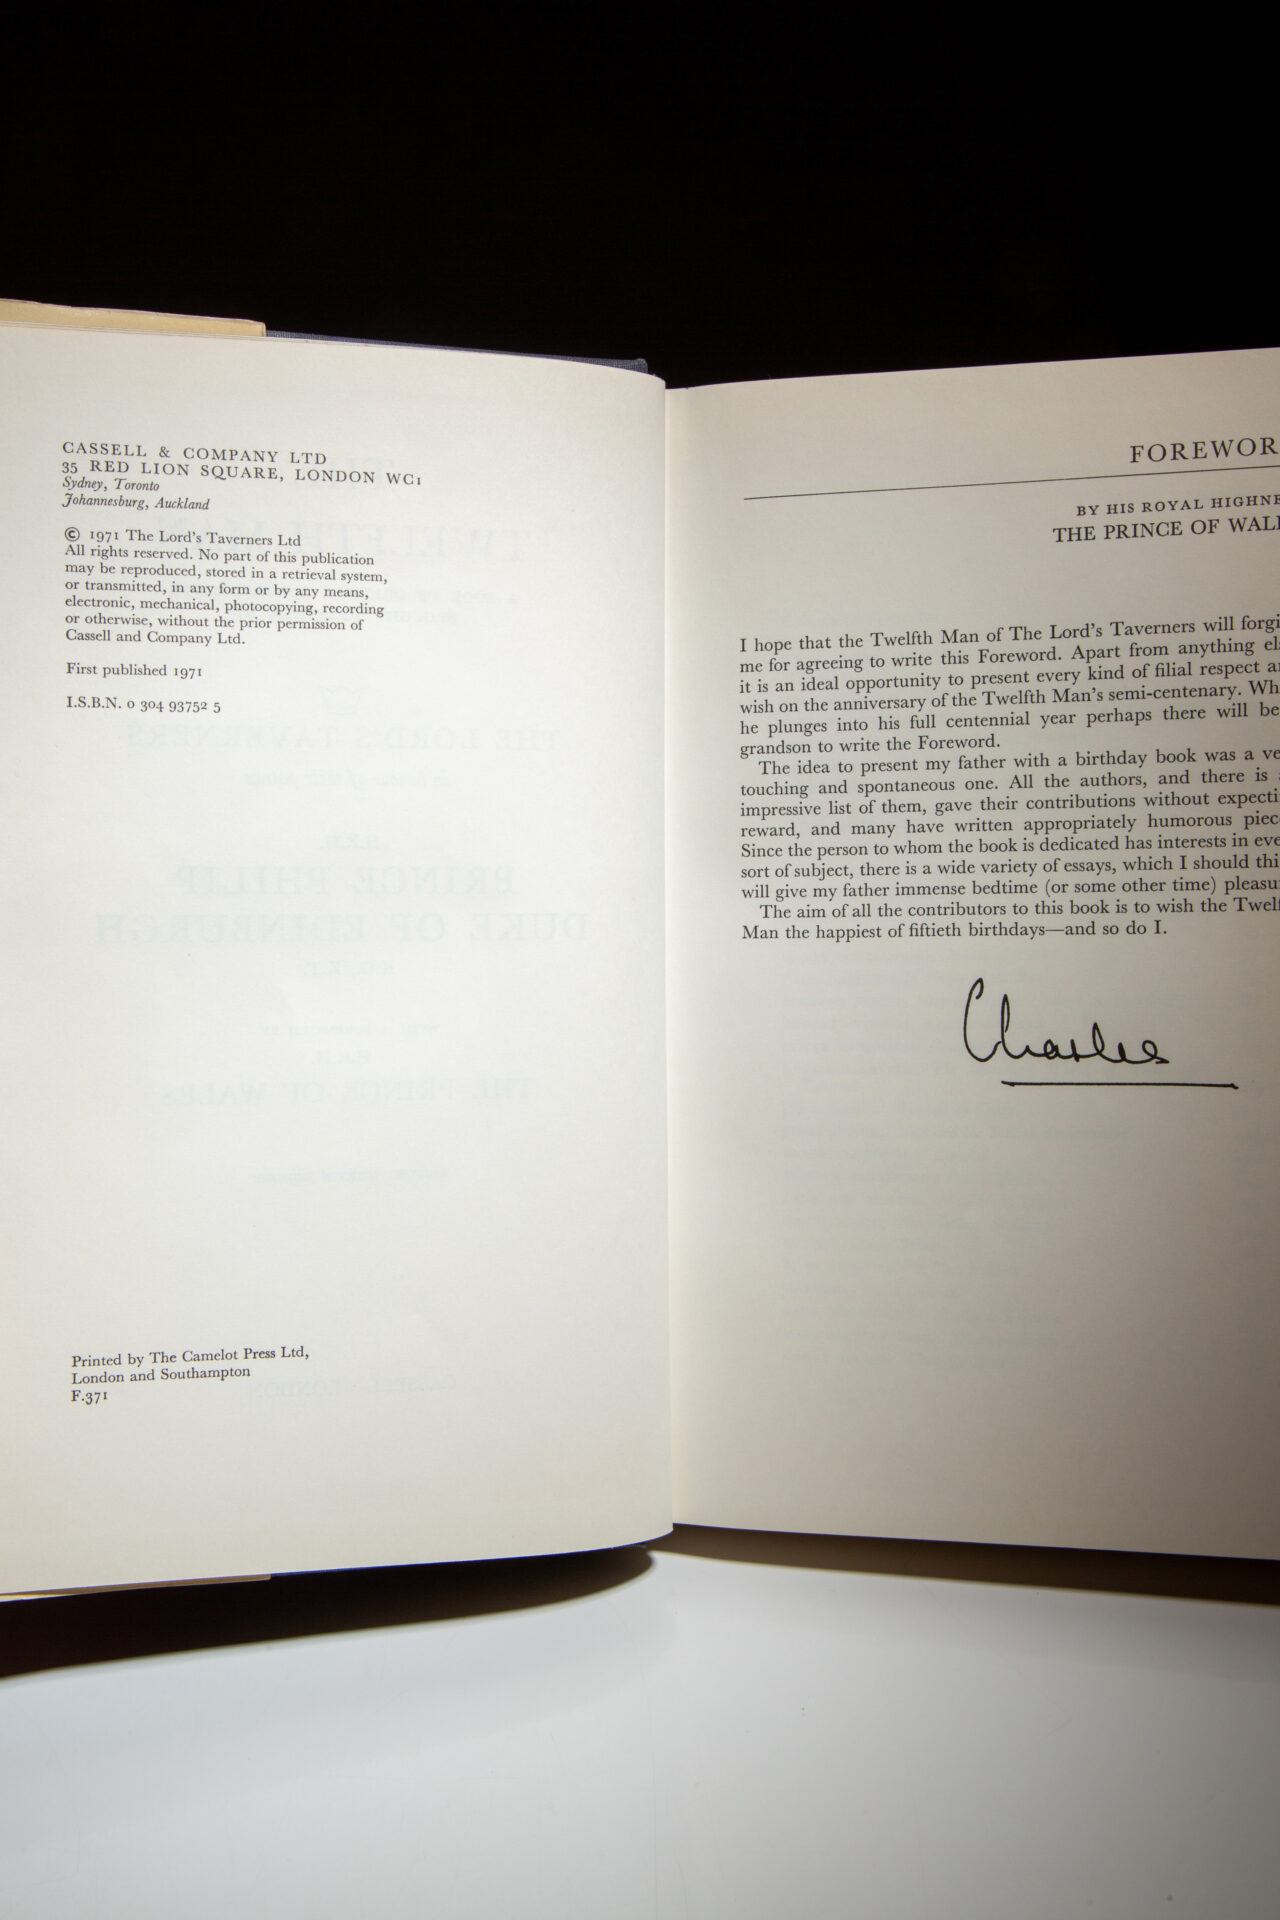 CASSELL & COMPANY LTD
35 RED LION SQUARE, LONDON WC1
Sydney, Toronto
Johannesburg, Auckland
© 1971 The Lord's Taverners Ltd
All rights reserved. No part of this publication
may be reproduced, stored in a retrieval system,
or transmitted, in any form or by any means,
electronic, mechanical, photocopying, recording
or otherwise, without the prior permission of
Cassell and Company Ltd.
First published 1971
I.S.B.N. 0 304 93752 5
Printed by The Camelot Press Ltd,
London and Southampton
F.371
FOREWOR
BY HIS ROYAL HIGHNE
THE PRINCE OF WAL
I hope that the Twelfth Man of The Lord's Taverners will forgi
me for agreeing to write this Foreword. Apart from anything el
it is an ideal opportunity to present every kind of filial respect a
wish on the anniversary of the Twelfth Man's semi-centenary. Wh
he plunges into his full centennial year perhaps there will be
grandson to write the Foreword.
The idea to present my father with a birthday book was a ve
touching and spontaneous one. All the authors, and there is
impressive list of them, gave their contributions without expecti
reward, and many have written appropriately humorous piec
Since the person to whom the book is dedicated has interests in eve
sort of subject, there is a wide variety of essays, which I should thi
will give my father immense bedtime (or some other time) pleasu
The aim of all the contributors to this book is to wish the Twel
Man the happiest of fiftieth birthdays—and so do I.
Charles